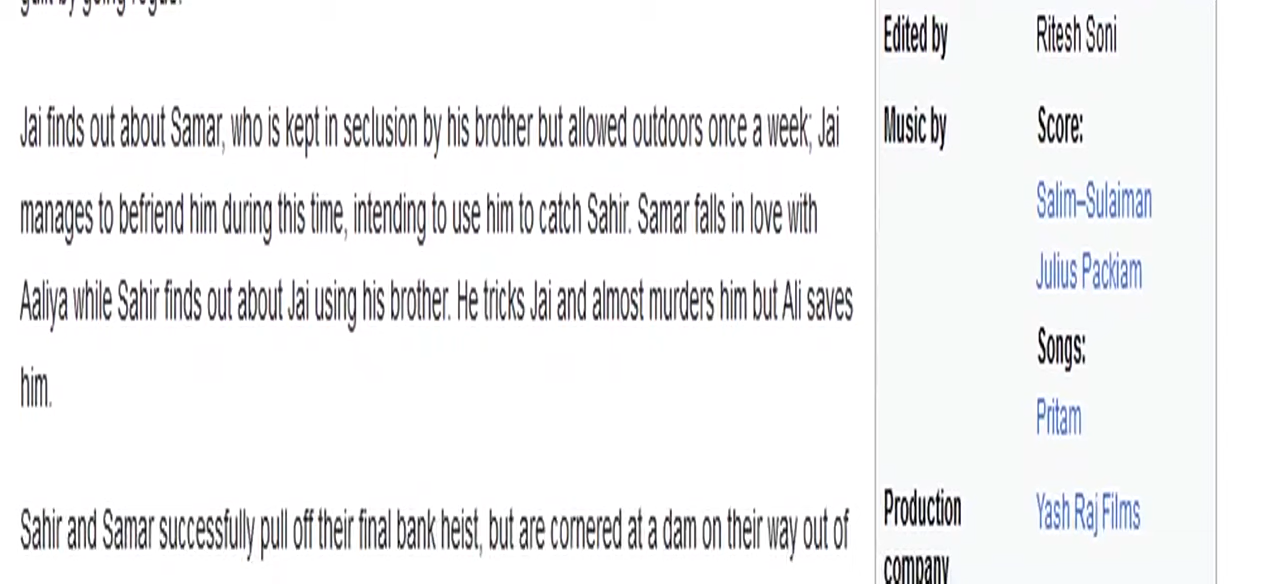 guilt by going rogue.
Jai finds out about Samar, who is kept in seclusion by his brother but allowed outdoors once a week; Jai
manages to befriend him during this time, intending to use him to catch Sahir. Samar falls in love with
Aaliya while Sahir finds out about Jai using his brother. He tricks Jai and almost murders him but Ali saves
him.
Sahir and Samar successfully pull off their final bank heist, but are cornered at a dam on their way out of
Edited by Ritesh Soni
Music by Score:
Salim–Sulaiman
Julius Packiam
Songs:
Pritam
Production Yash Raj Films
company